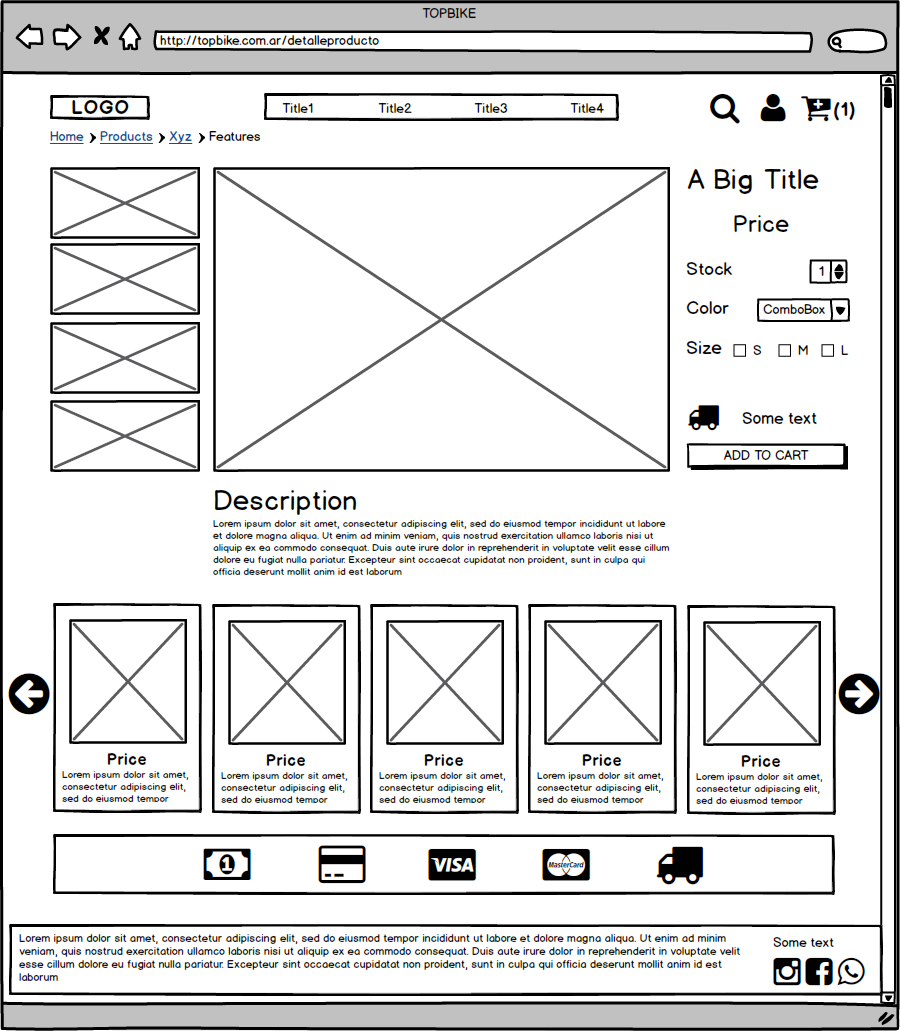 TOPBIKE
http://topbike.com.ar/detalleproducto
LOGO
Title1 Title2 Title3 Title4
(1)
Home Products Xyz Features
A Big Title
Price
Stock 1
Color ComboBox
Size S M L
Some text
ADD TO CART
Description
Lorem ipsum dolor sit amet, consectetur adipiscing elit, sed do eiusmod tempor incididunt ut labore
et dolore magna aliqua. Ut enim ad minim veniam, quis nostrud exercitation ullamco laboris nisi ut
aliquip ex ea commodo consequat. Duis aute irure dolor in reprehenderit in voluptate velit esse cillum
dolore eu fugiat nulla pariatur. Excepteur sint occaecat cupidatat non proident, sunt in culpa qui
officia deserunt mollit anim id est laborum
Price
Lorem ipsum dolor sit amet,
consectetur adipiscing elit,
sed do eiusmod tempor
Price
Lorem ipsum dolor sit amet,
consectetur adipiscing elit,
sed do eiusmod tempor
Price
Lorem ipsum dolor sit amet,
consectetur adipiscing elit,
sed do eiusmod tempor
Price
Lorem ipsum dolor sit amet,
consectetur adipiscing elit,
sed do eiusmod tempor
Price
Lorem ipsum dolor sit amet,
consectetur adipiscing elit,
sed do eiusmod tempor
1 VISA MasterCard
Lorem ipsum dolor sit amet, consectetur adipiscing elit, sed do eiusmod tempor incididunt ut labore et dolore magna aliqua. Ut enim ad minim
veniam, quis nostrud exercitation ullamco laboris nisi ut aliquip ex ea commodo consequat. Duis aute irure dolor in reprehenderit in voluptate velit
esse cillum dolore eu fugiat nulla pariatur. Excepteur sint occaecat cupidatat non proident, sunt in culpa qui officia deserunt mollit anim id est
laborum
Some text